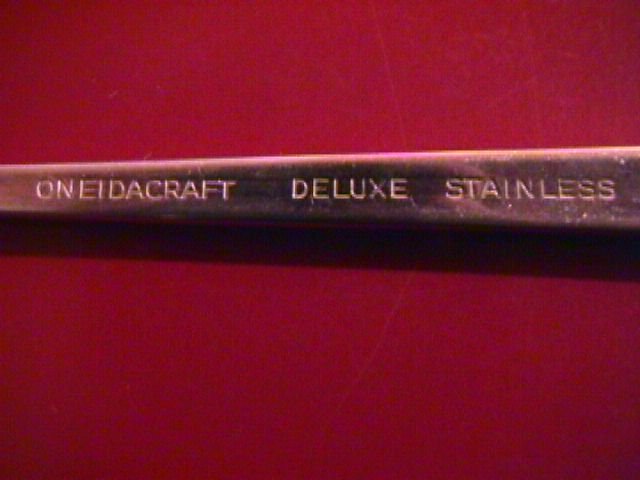 ONEIDACRAFT DELUXE STAINLESS